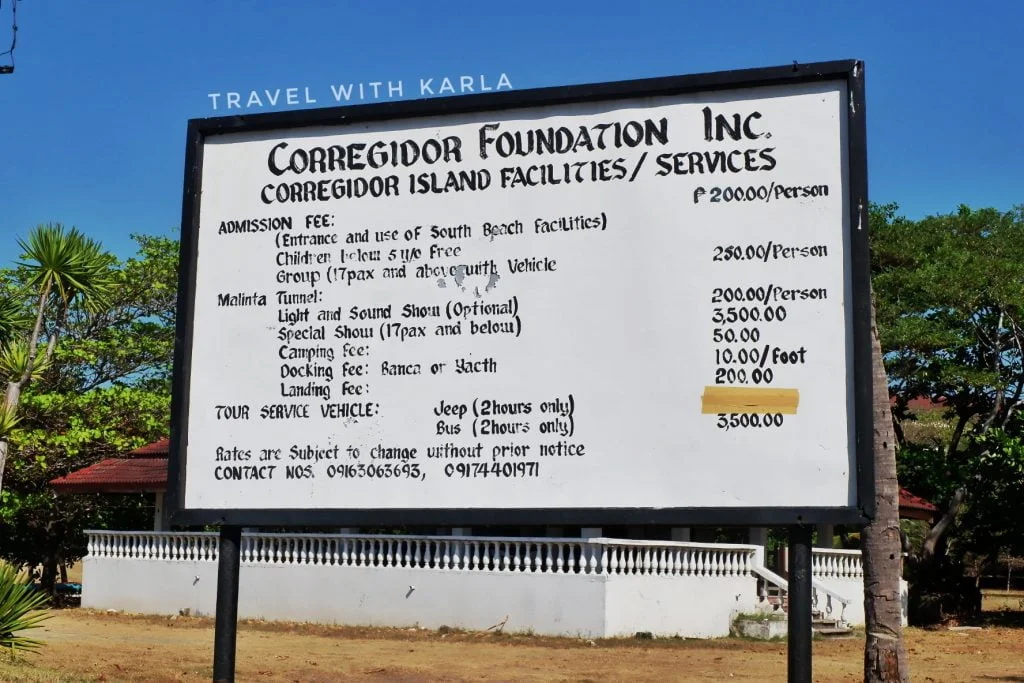 TRAVEL WITH KARLA
CORREGIDOR FOUNDATION INC.
CORREGIDOR ISLAND FACILITIES/ SERVICES
ADMISSION FEE: ₱ 200.00/Person
(Entrance and use of South Beach Facilities)
Children below 5 y/o Free
Group (17pax and above with Vehicle 250.00/Person
Malinta Tunnel:
Light and Sound Show (Optional) 200.00/Person
Special Show (17pax and below) 3,500.00
Camping Fee: 50.00
Docking Fee: Banca or Yacth 10.00/foot
Landing Fee: 200.00
TOUR SERVICE VEHICLE: Jeep (2hours only)
Bus (2hours only) 3,500.00
Rates are Subject to change without prior notice
CONTACT NOS. 09163063693, 09174401971